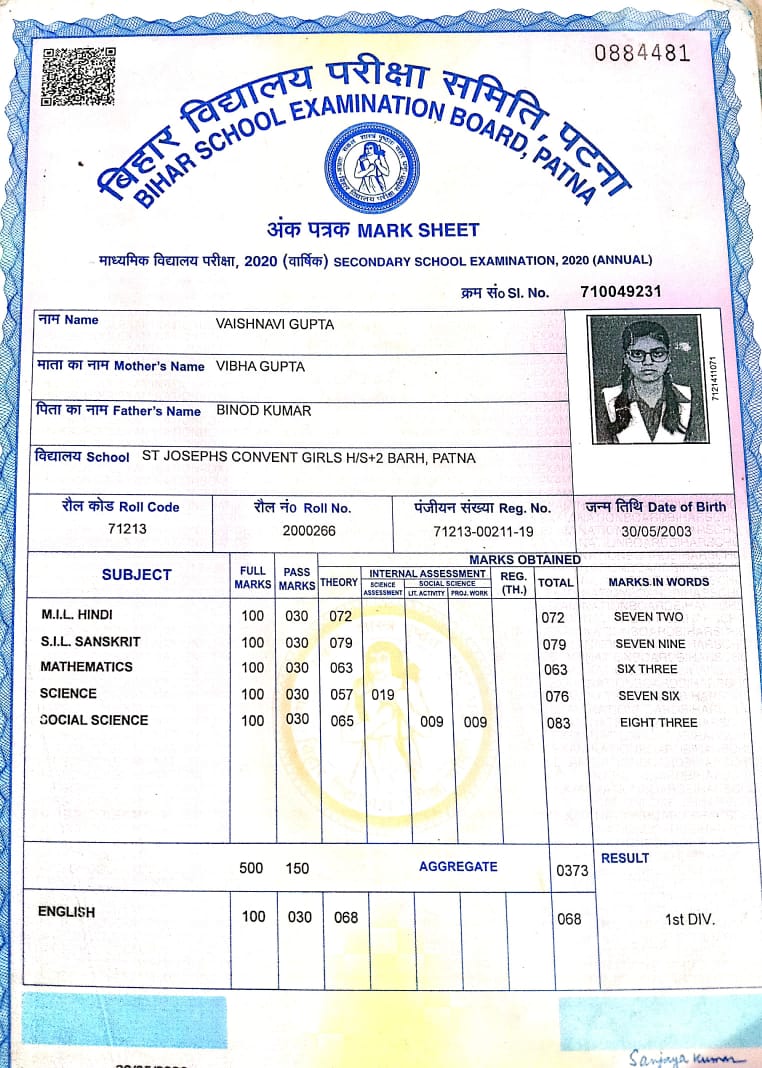 0884481
बिहार विद्यालय परीक्षा समिति, पटना
BIHAR SCHOOL EXAMINATION BOARD, PATNA
अंक पत्रक MARK SHEET
माध्यमिक विद्यालय परीक्षा, 2020 (वार्षिक) SECONDARY SCHOOL EXAMINATION, 2020 (ANNUAL)
क्रम सं० Sl. No. 710049231
नाम Name VAISHNAVI GUPTA
माता का नाम Mother's Name VIBHA GUPTA
पिता का नाम Father's Name BINOD KUMAR
विद्यालय School ST JOSEPHS CONVENT GIRLS H/S+2 BARH, PATNA
7121411071
रौल कोड Roll Code रौल नं० Roll No. पंजीयन संख्या Reg. No. जन्म तिथि Date of Birth
71213 2000266 71213-00211-19 30/05/2003
MARKS OBTAINED
SUBJECT FULL MARKS PASS MARKS THEORY INTERNAL ASSESSMENT SCIENCE ASSESSMENT SOCIAL SCIENCE LIT. ACTIVITY PROJ. WORK REG. (TH.) TOTAL MARKS IN WORDS
M.I.L. HINDI 100 030 072 072 SEVEN TWO
S.I.L. SANSKRIT 100 030 079 079 SEVEN NINE
MATHEMATICS 100 030 063 063 SIX THREE
SCIENCE 100 030 057 019 076 SEVEN SIX
SOCIAL SCIENCE 100 030 065 009 009 083 EIGHT THREE
500 150 AGGREGATE 0373 RESULT
ENGLISH 100 030 068 068 1st DIV.
Sanjaya Kumar